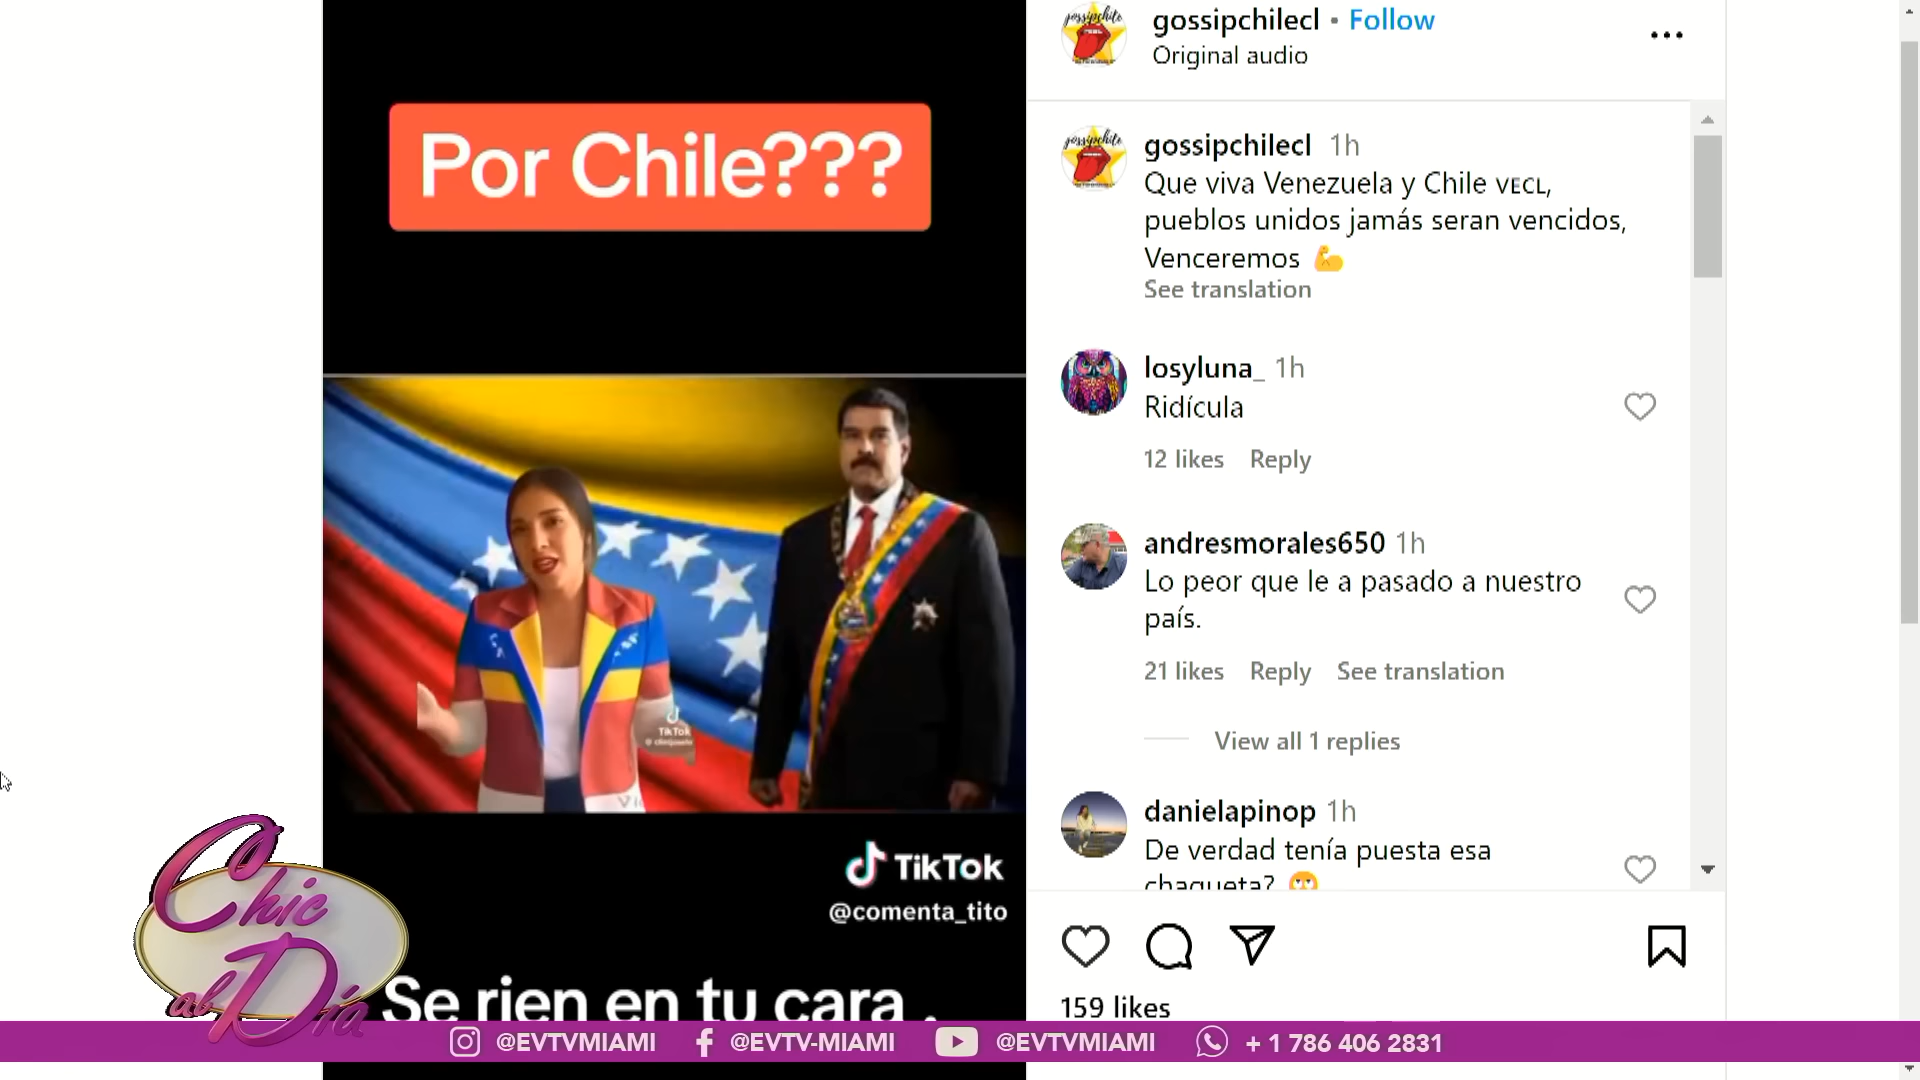 gossipchilecl • Follow
Original audio
Por Chile???
gossipchilecl 1h
Que viva Venezuela y Chile VECL,
pueblos unidos jamás seran vencidos,
Venceremos 💪
See translation
losyluna_ 1h
Ridícula
12 likes Reply
andresmorales650 1h
Lo peor que le a pasado a nuestro
país.
21 likes Reply See translation
View all 1 replies
danielapinop 1h
De verdad tenía puesta esa
chaqueta? 🙄
TikTok
TikTok
@comenta_tito
Se rien en tu cara .
159 likes
Chic
al Día
@EVTVMIAMI @EVTV-MIAMI @EVTVMIAMI + 1 786 406 2831